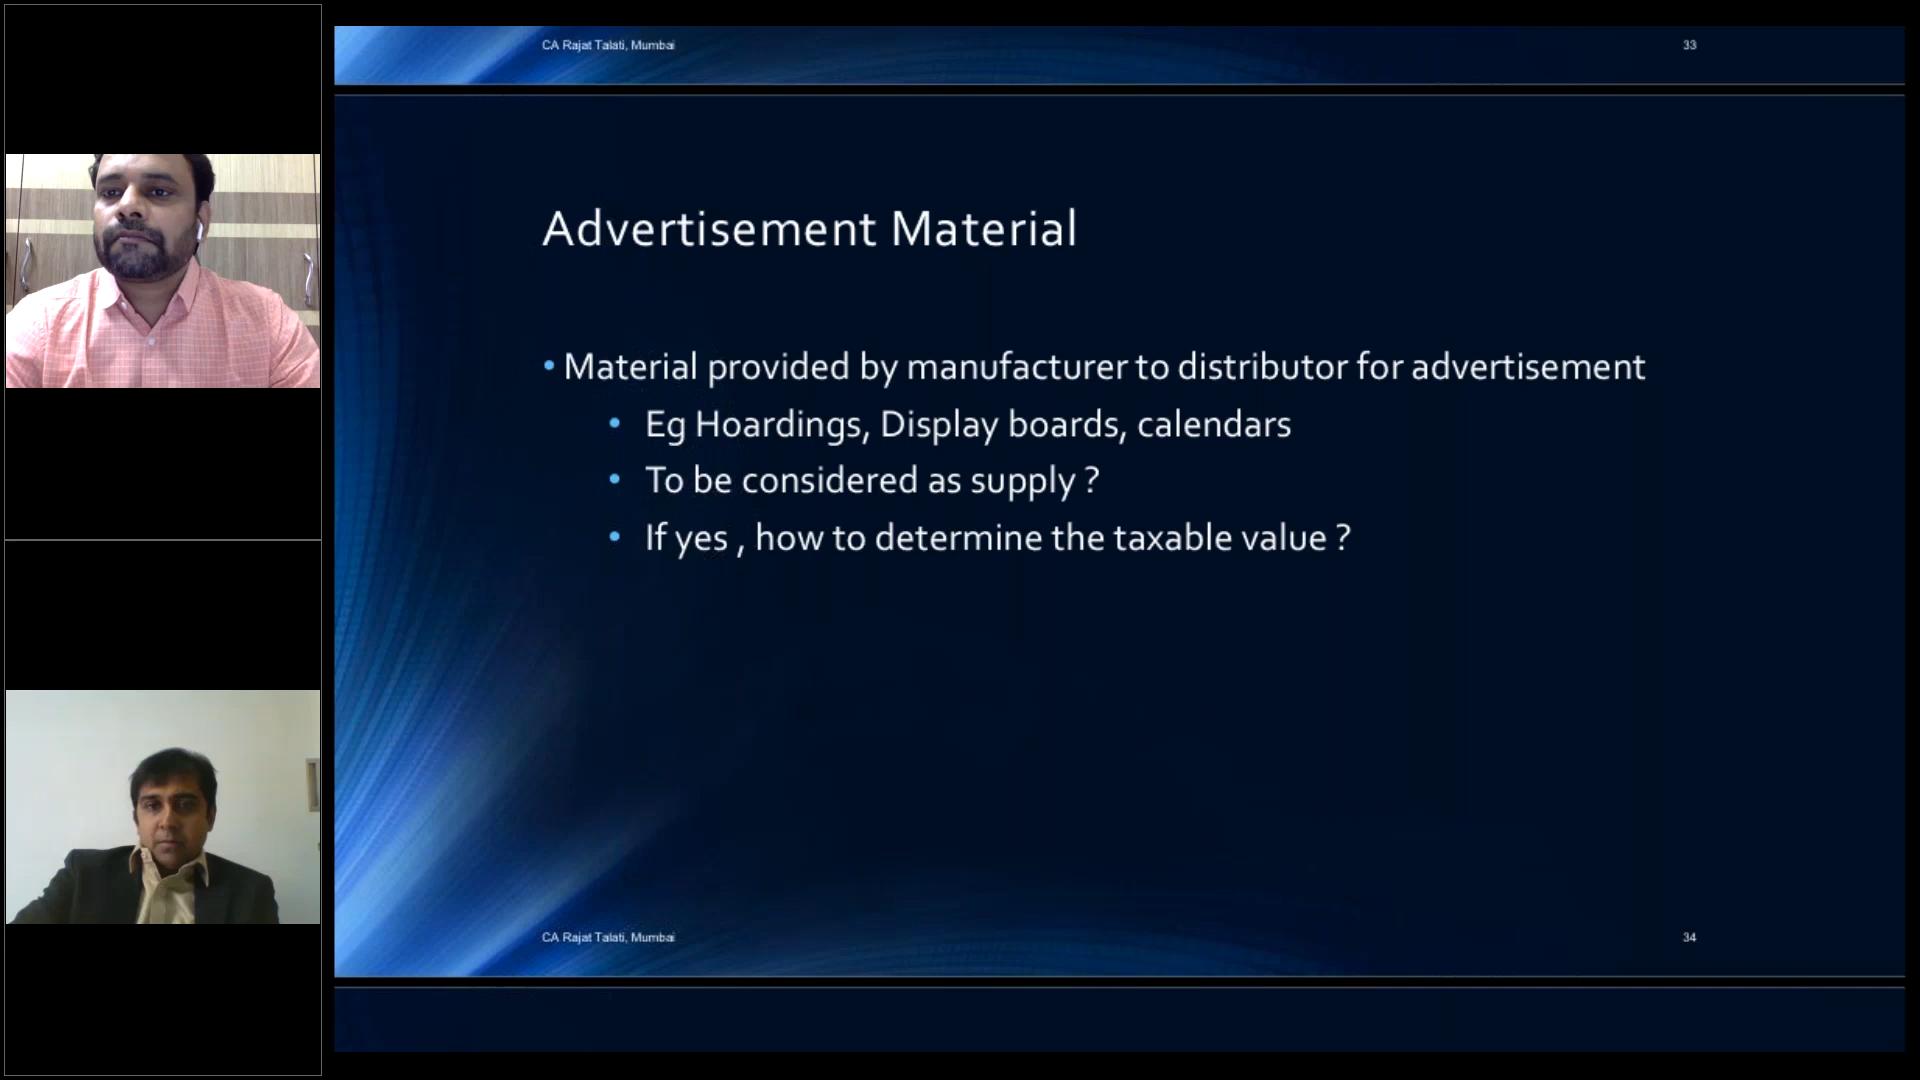 CA Rajat Talati, Mumbai 33
Advertisement Material
• Material provided by manufacturer to distributor for advertisement
• Eg Hoardings, Display boards, calendars
• To be considered as supply ?
• If yes , how to determine the taxable value ?
CA Rajat Talati, Mumbai 34